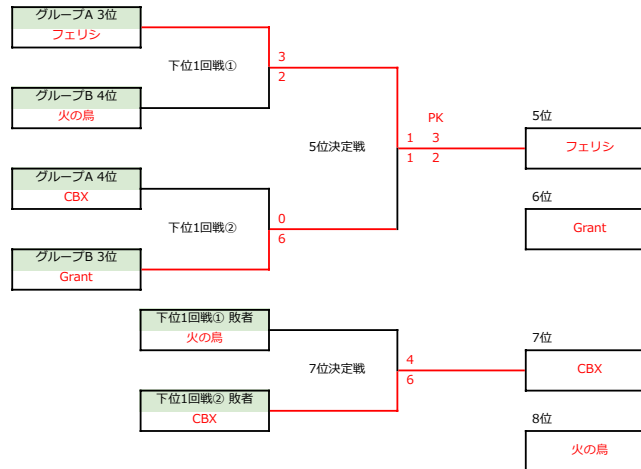 グループA 3位
フェリシ
下位1回戦①
3
2
グループB 4位
火の鳥
PK
5位
1 3
5位決定戦
フェリシ
1 2
グループA 4位
CBX
6位
下位1回戦②
0
6
Grant
グループB 3位
Grant
下位1回戦① 敗者
火の鳥
7位
7位決定戦
4
6
CBX
下位1回戦② 敗者
CBX
8位
火の鳥